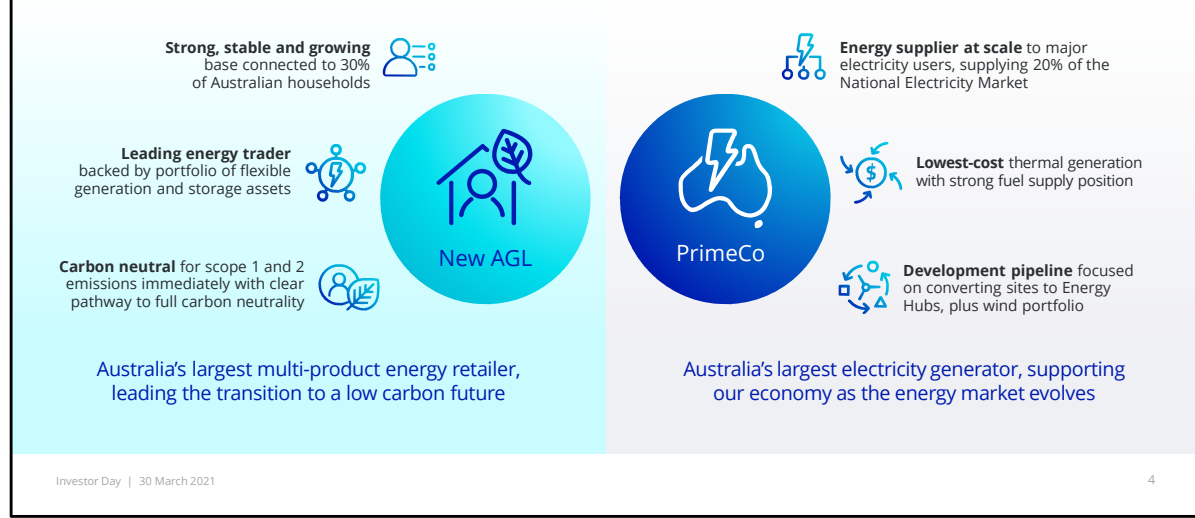 Strong, stable and growing
base connected to 30%
of Australian households
Leading energy trader
backed by portfolio of flexible
generation and storage assets
Carbon neutral for scope 1 and 2
emissions immediately with clear
pathway to full carbon neutrality
New AGL
Australia's largest multi-product energy retailer,
leading the transition to a low carbon future
Energy supplier at scale to major
electricity users, supplying 20% of the
National Electricity Market
$
Lowest-cost thermal generation
with strong fuel supply position
Development pipeline focused
on converting sites to Energy
Hubs, plus wind portfolio
PrimeCo
Australia's largest electricity generator, supporting
our economy as the energy market evolves
Investor Day | 30 March 2021
4